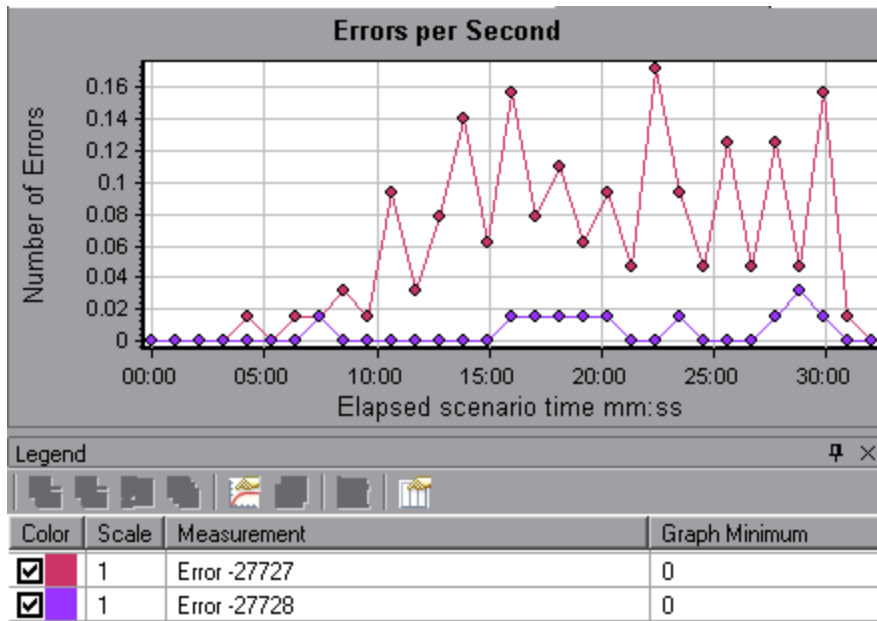 Errors per Second
Number of Errors
0.16
0.14
0.12
0.1
0.08
0.06
0.04
0.02
0
00:00 05:00 10:00 15:00 20:00 25:00 30:00
Elapsed scenario time mm:ss
Legend
Color Scale Measurement Graph Minimum
1 Error -27727 0
1 Error -27728 0